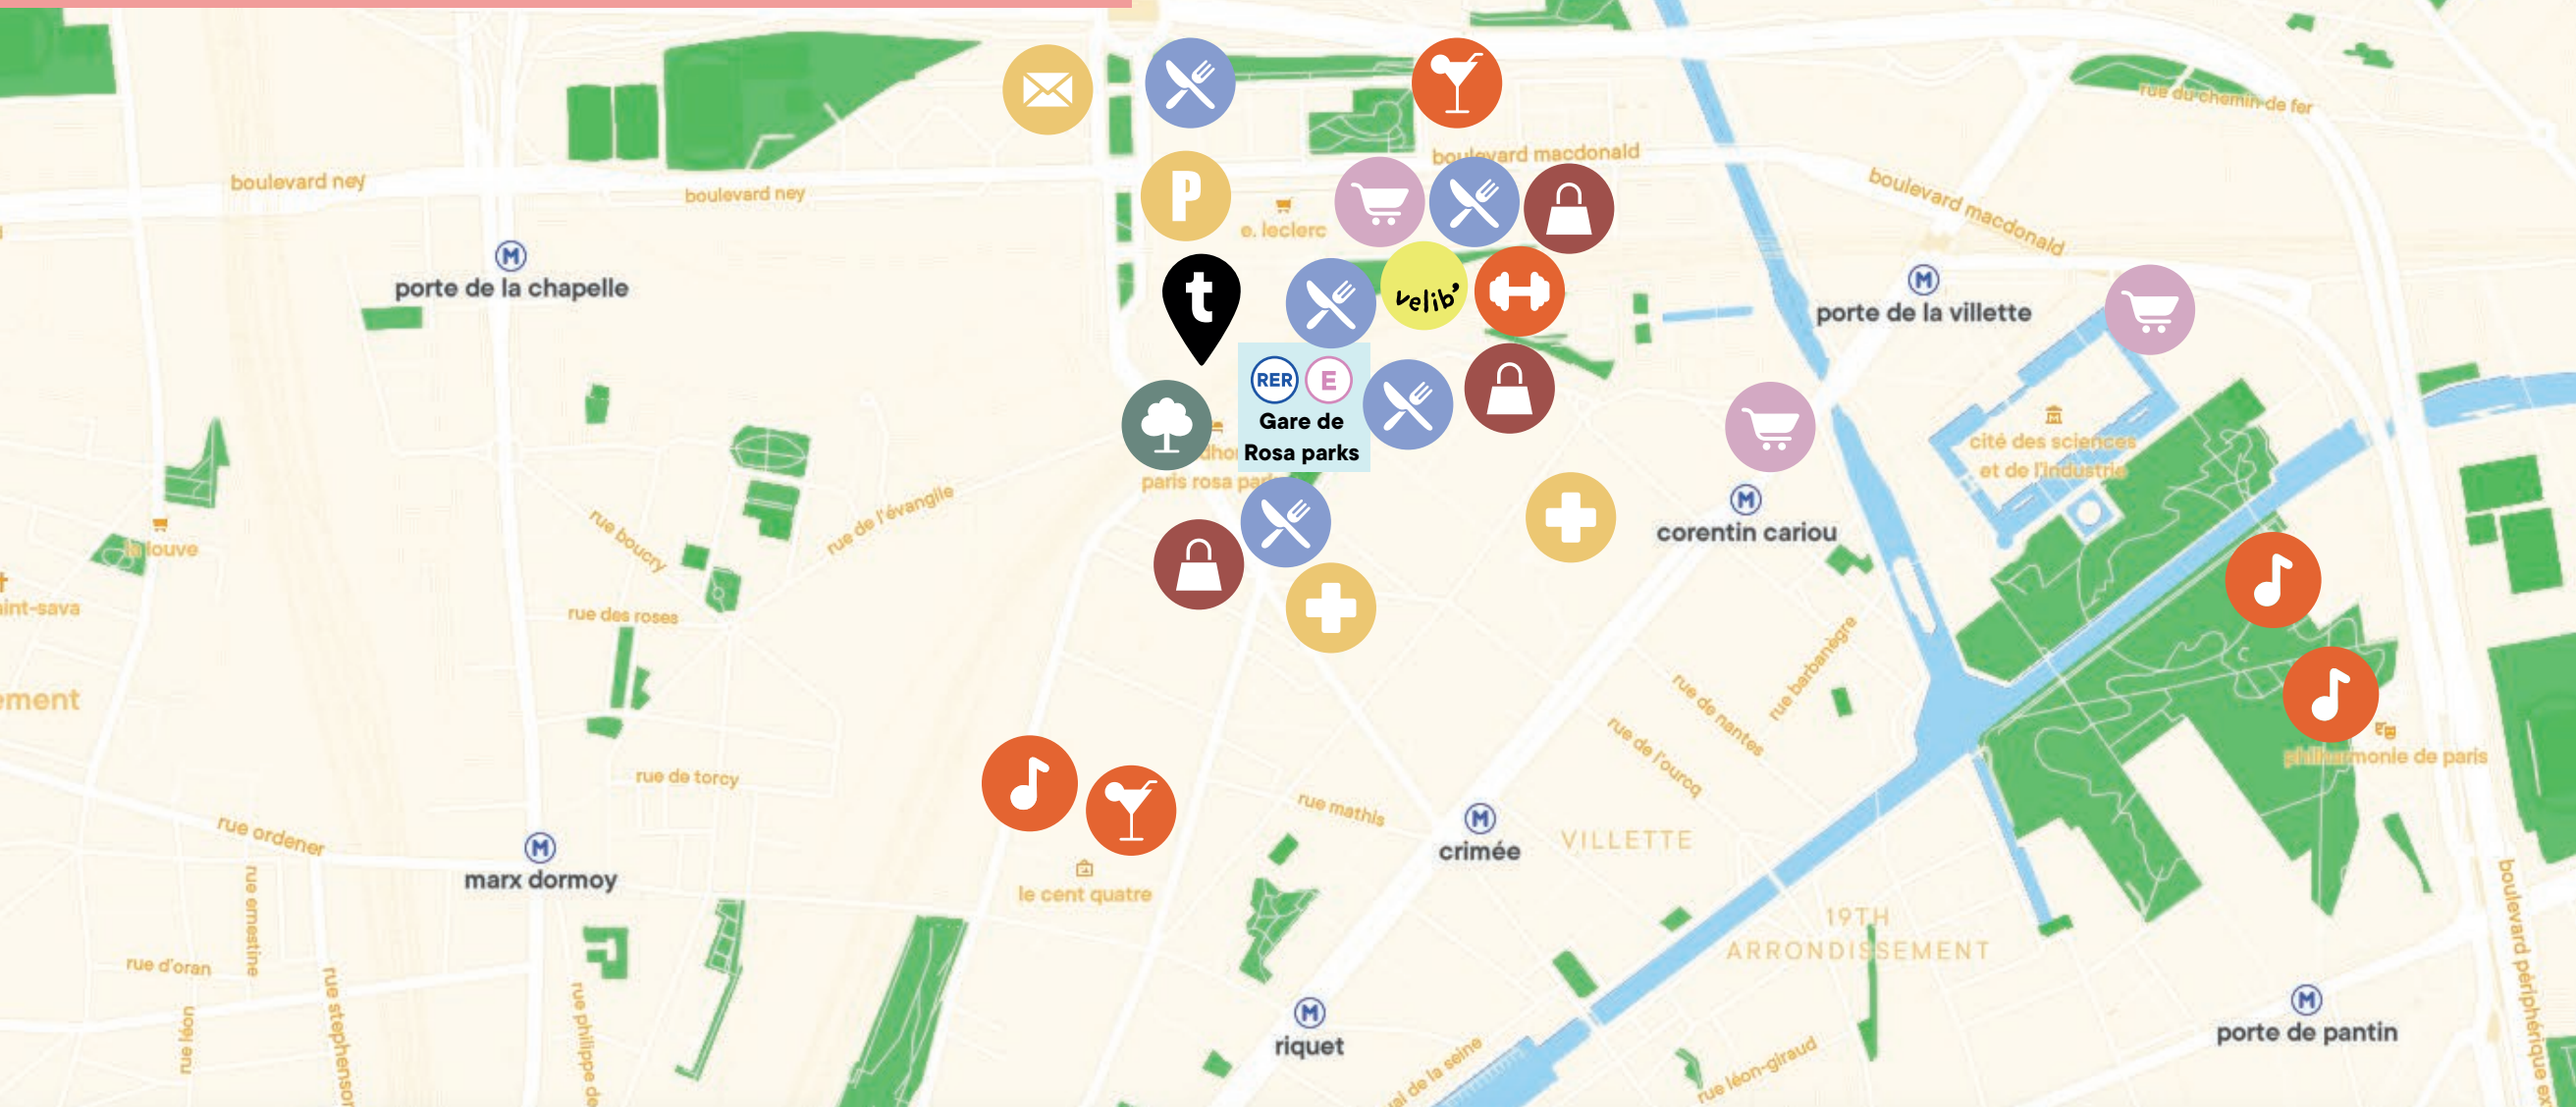 rue du chemin de fer
boulevard macdonald
boulevard ney
boulevard ney
P
boulevard macdonald
e. leclerc
M
porte de la chapelle
t
velib'
M
porte de la villette
RER E
Gare de
Rosa parks
paris rosa
cité des sciences
et de l'industrie
M
corentin cariou
rue boucry
rue de l'évangile
la louve
int-sava
rue des roses
ement
rue barbanègre
rue de nantes
rue de l'ourcq
philharmonie de paris
rue de torcy
rue mathis
M
crimée
VILLETTE
rue ordener
M
marx dormoy
le cent quatre
rue ernestine
19TH
ARRONDISSEMENT
boulevard périphérique
rue d'oran
rue léon
rue stephenson
rue philippe de
M
riquet
M
porte de pantin
de la seine
rue léon-giraud